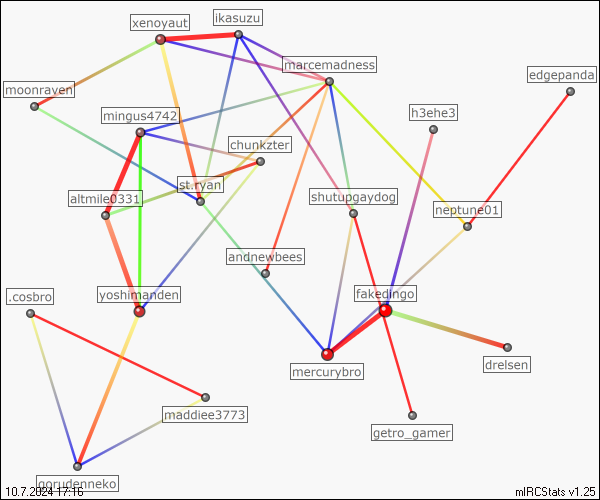 ikasuzu
xenoyaut
marcemadness
edgepanda
moonraven
h3ehe3
mingus4742
chunkzter
st.ryan
altmile0331
shutupgaydog
neptune01
andnewbees
.cosbro
yoshimanden
fakedingo
mercurybro
drelsen
maddiee3773
getro_gamer
gorudenneko
10.7.2024 17:16
mIRCStats v1.25